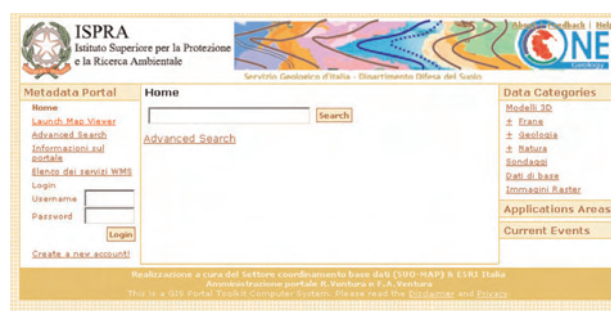 ISPRA
Istituto Superiore per la Protezione
e la Ricerca Ambientale
About | Feedback | Help
ONE
Geology
Servizio Geologico d'Italia - Dipartimento Difesa del Suolo
Metadata Portal
Home
Launch Map Viewer
Advanced Search
Informazioni sul
portale
Elenco dei servizi WMS
Login
Username
Password
Login
Create a new account!
Home
Search
Advanced Search
Data Categories
Modelli 3D
+ Frane
+ Geologia
+ Natura
Sondaggi
Dati di base
Immagini Raster
Applications Areas
Current Events
Realizzazione a cura del Settore coordinamento base dati (SUO-MAP) & ESRI Italia
Amministrazione portale R.Ventura e F.A.Ventura
This is a GIS Portal Toolkit Computer System. Please read the Disclaimer and Privacy